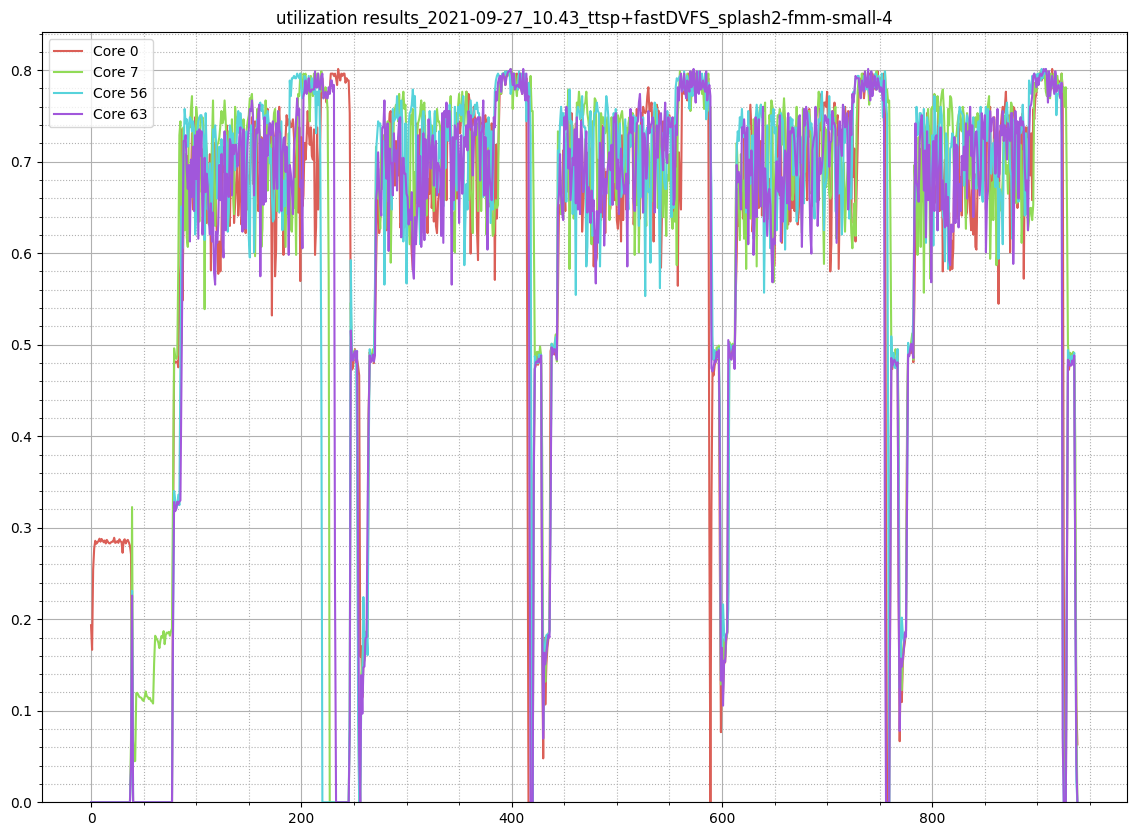 utilization results_2021-09-27_10.43_ttsp+fastDVFS_splash2-fmm-small-4
Core 0
Core 7
Core 56
Core 63
0.8
0.7
0.6
0.5
0.4
0.3
0.2
0.1
0.0
0 200 400 600 800